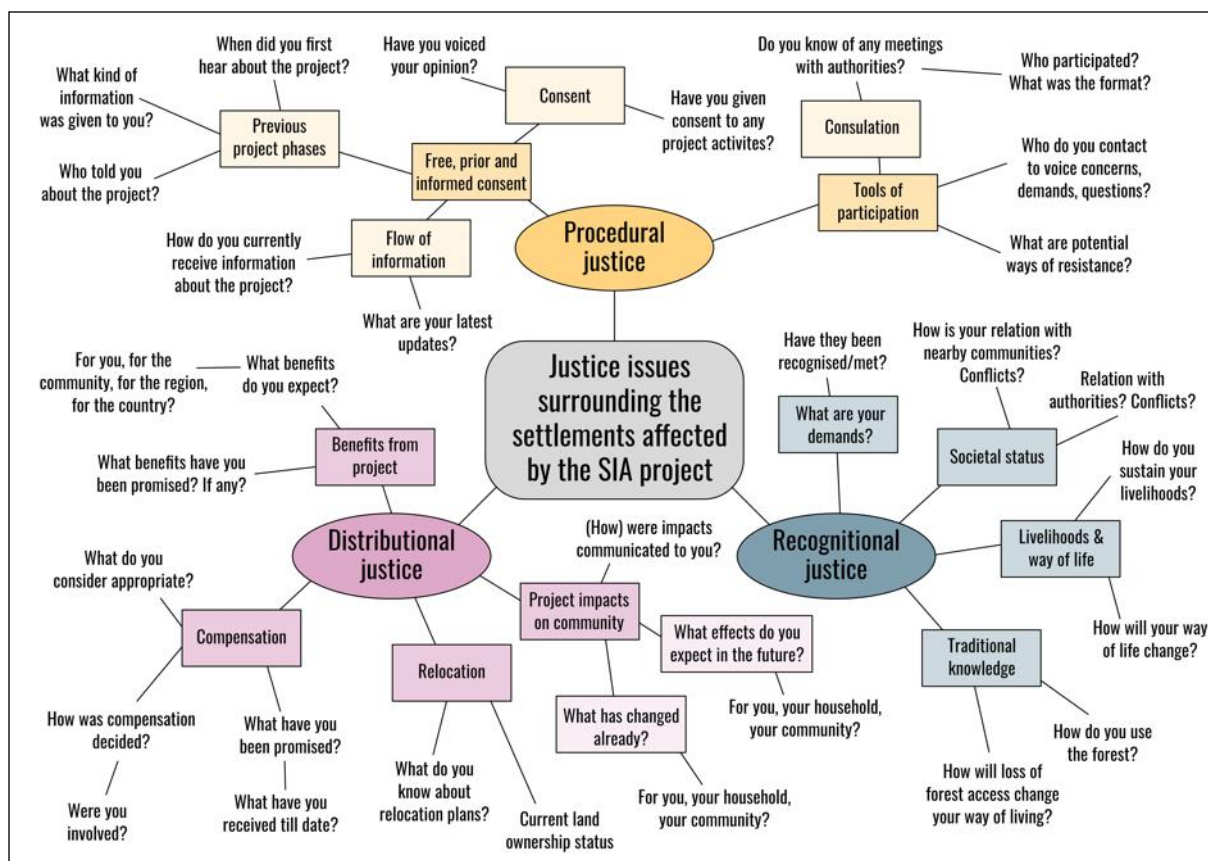 When did you first
hear about the project?
What kind of
information
was given to you?
Previous
project phases
Who told you
about the project?
Have you voiced
your opinion?
Consent
Have you given
consent to any
project activites?
Free, prior and
informed consent
Flow of
information
How do you currently
receive information
about the project?
What are your latest
updates?
Procedural
justice
Do you know of any meetings
with authorities?
Who participated?
What was the format?
Consulation
Tools of
participation
Who do you contact
to voice concerns,
demands, questions?
What are potential
ways of resistance?
Justice issues
surrounding the
settlements affected
by the SIA project
For you, for the
community, for the region,
for the country?
What benefits
do you expect?
Benefits from
project
What benefits have you
been promised? If any?
Distributional
justice
What do you
consider appropriate?
Compensation
How was compensation
decided?
Were you
involved?
What have you
been promised?
What have you
received till date?
Relocation
What do you
know about
relocation plans?
Current land
ownership status
(How) were impacts
communicated to you?
Project impacts
on community
What effects do you
expect in the future?
For you, your household,
your community?
What has changed
already?
For you, your household,
your community?
Have they been
recognised/met?
What are your
demands?
Recognitional
justice
How is your relation with
nearby communities?
Conflicts?
Relation with
authorities? Conflicts?
Societal status
How do you
sustain your
livelihoods?
Livelihoods &
way of life
How will your way
of life change?
Traditional
knowledge
How do you use
the forest?
How will loss of
forest access change
your way of living?